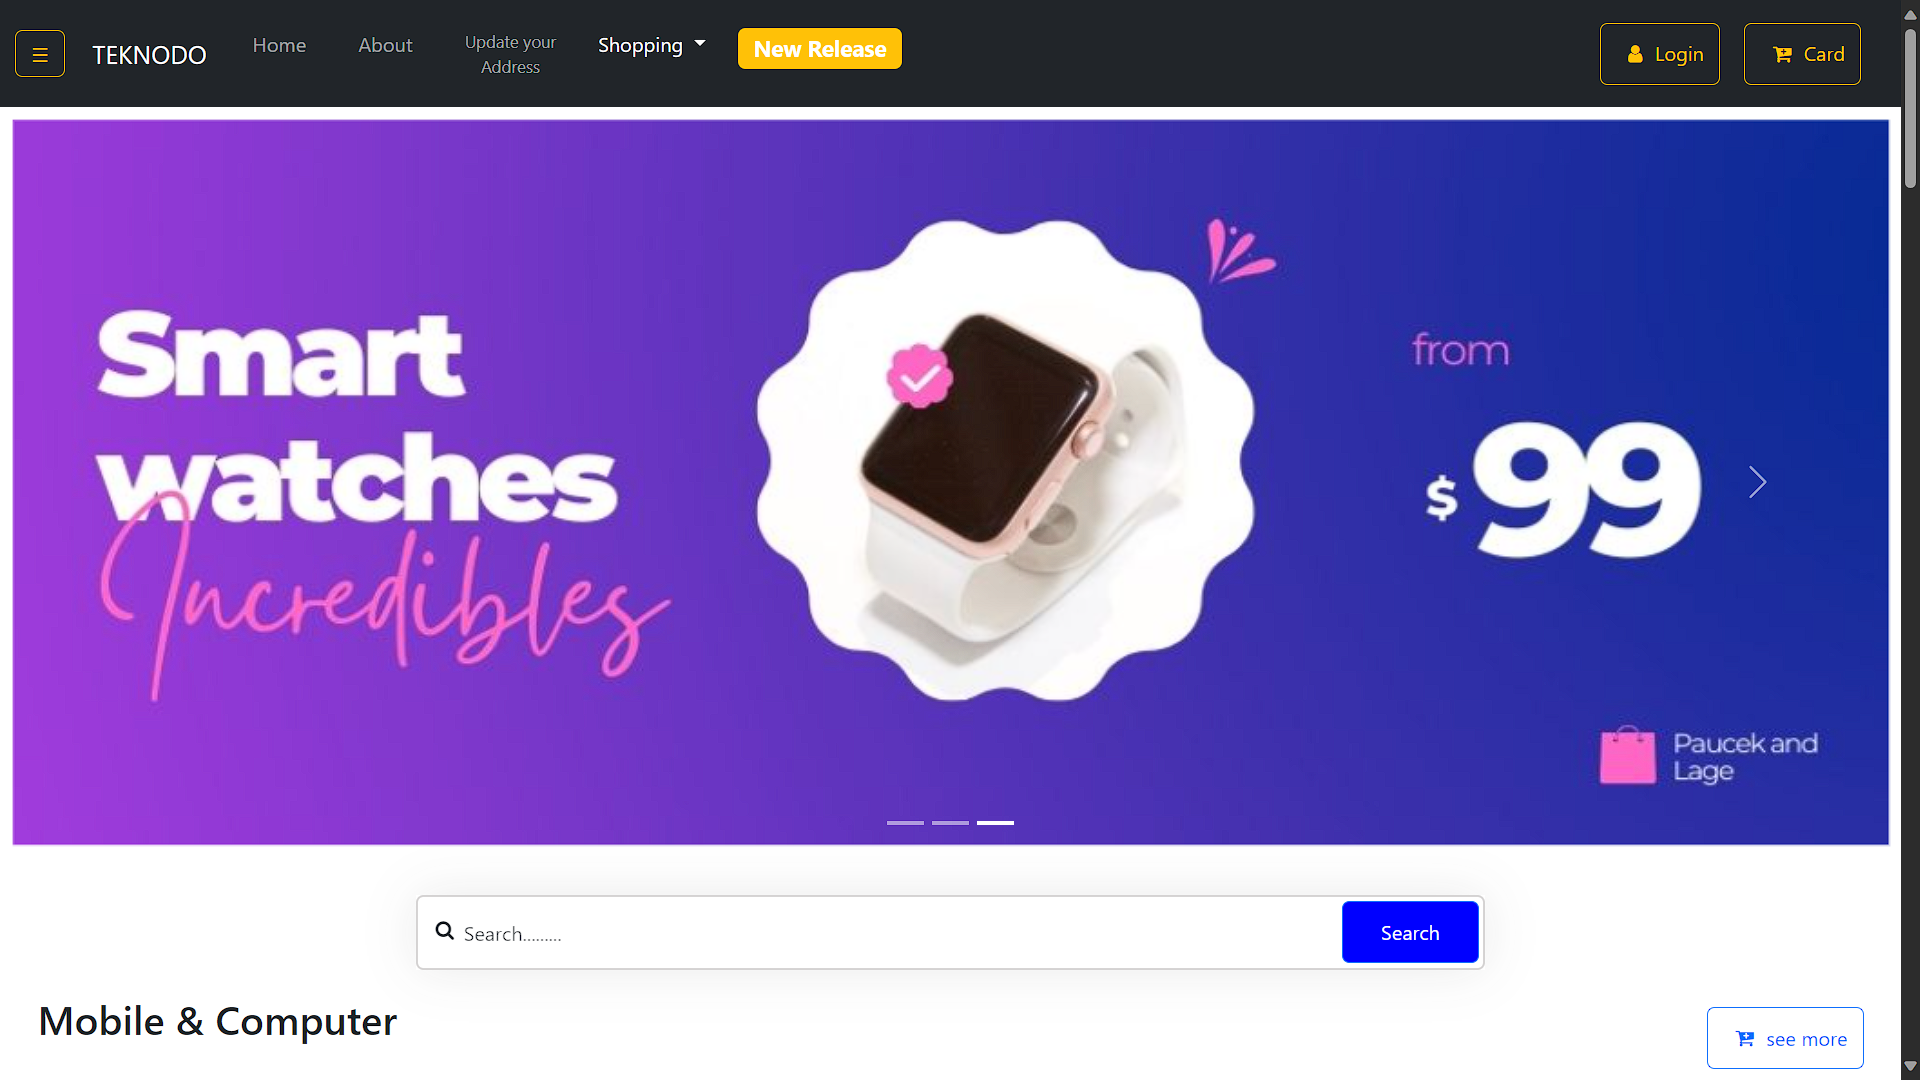 ☰ TEKNODO Home About Update your Address Shopping New Release Login Card
Smart
watches
Incredibles
from
$ 99
Paucek and
Lage
Search......... Search
Mobile & Computer
see more